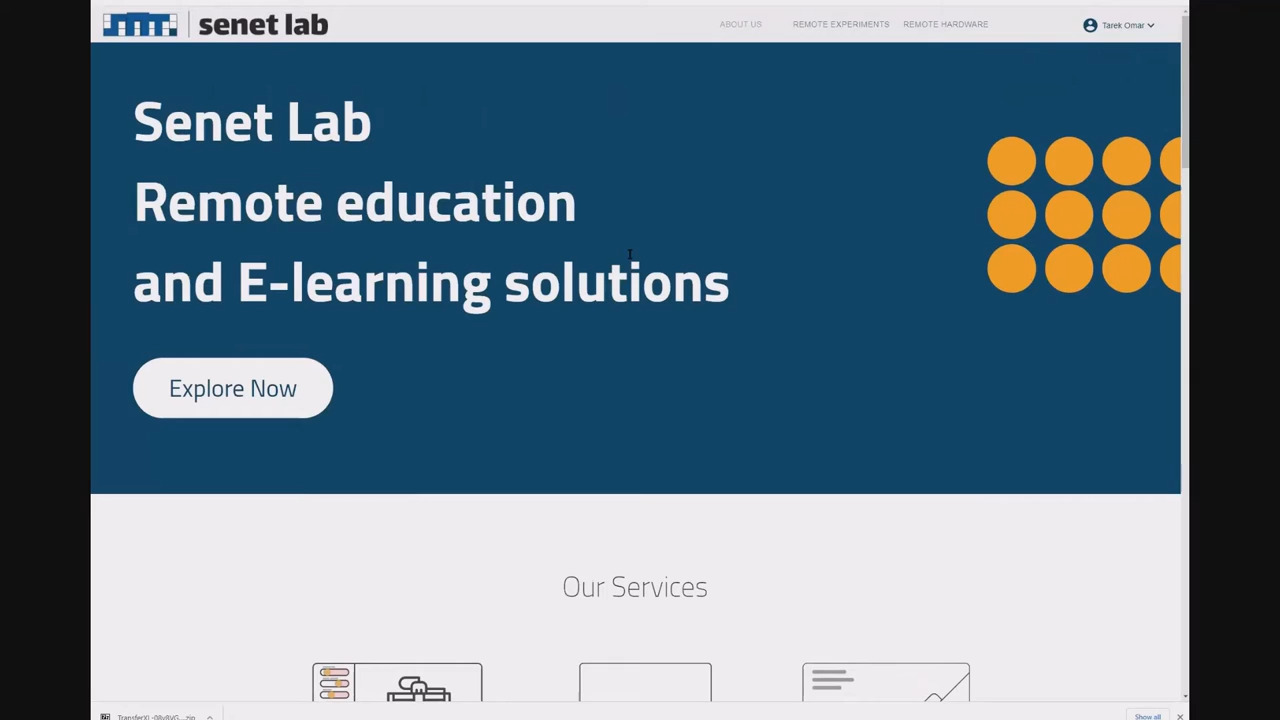 senet lab
ABOUT US
REMOTE EXPERIMENTS
REMOTE HARDWARE
Tarek Omar
Senet Lab
Remote education
and E-learning solutions
Explore Now
Our Services
Show all